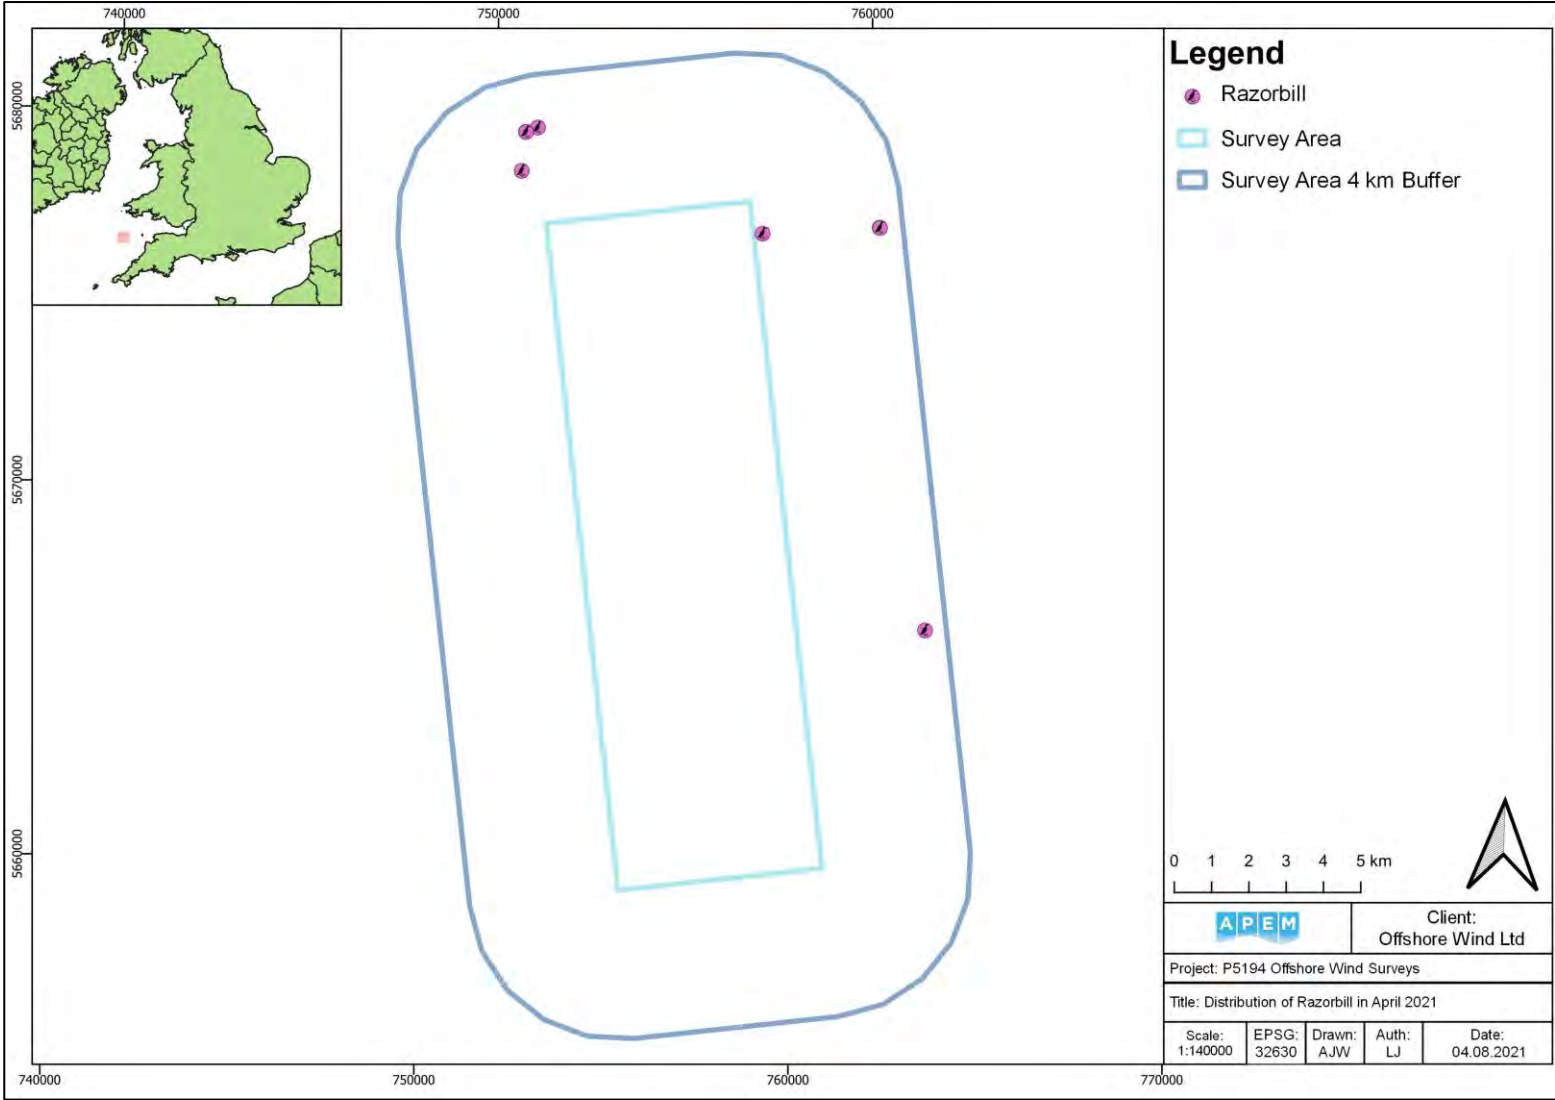 740000 750000 760000
5680000
5670000
5660000
740000 750000 760000 770000
Legend
Razorbill
Survey Area
Survey Area 4 km Buffer
0 1 2 3 4 5 km
APEM
Client:
Offshore Wind Ltd
Project: P5194 Offshore Wind Surveys
Title: Distribution of Razorbill in April 2021
Scale:
1:140000
EPSG:
32630
Drawn:
AJW
Auth:
LJ
Date:
04.08.2021